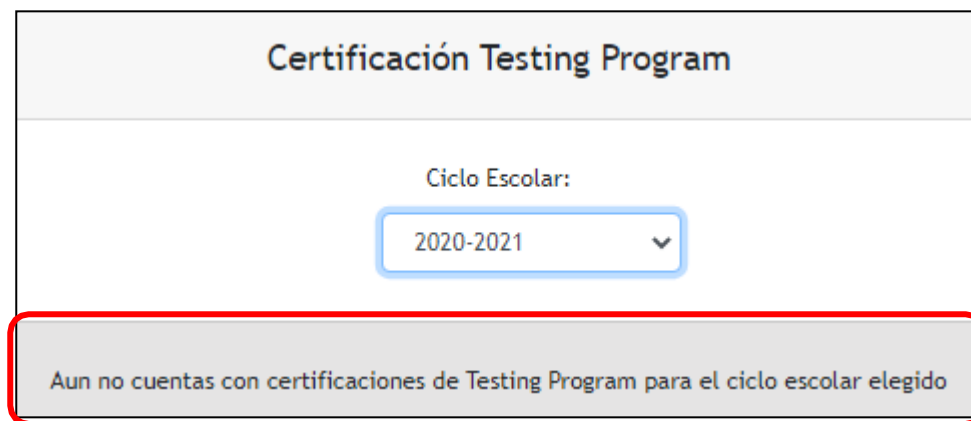 Certificación Testing Program
Ciclo Escolar:
2020-2021
Aun no cuentas con certificaciones de Testing Program para el ciclo escolar elegido